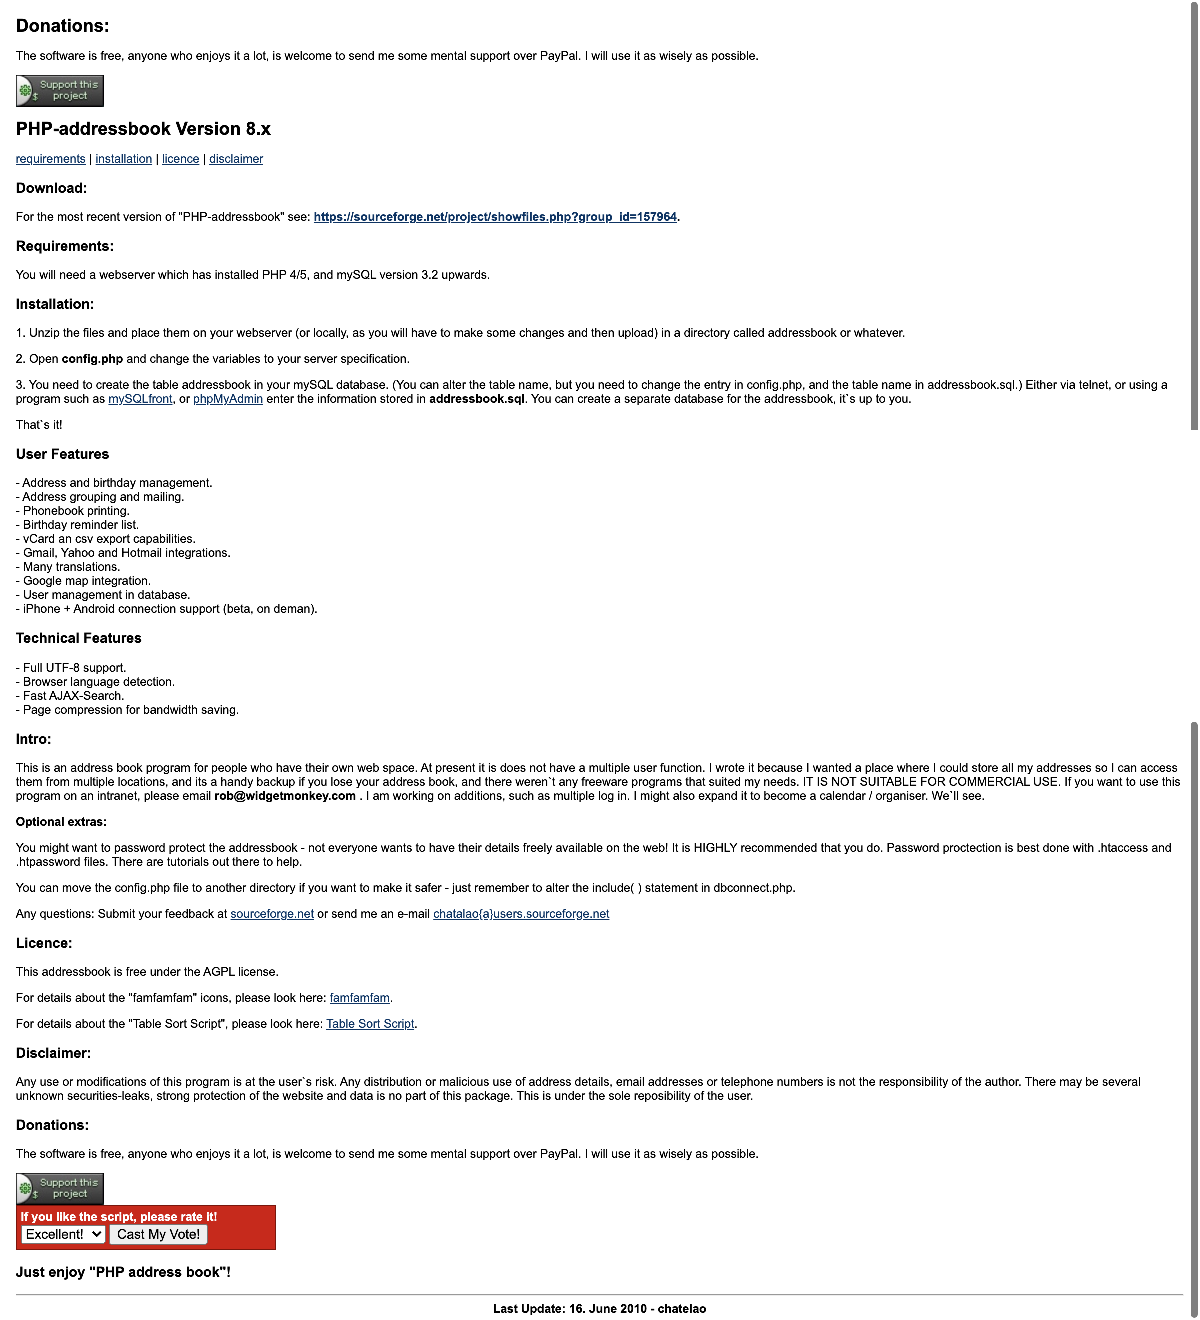 Donations:
The software is free, anyone who enjoys it a lot, is welcome to send me some mental support over PayPal. I will use it as wisely as possible.
Support this
$ project
PHP-addressbook Version 8.x
requirements | installation | licence | disclaimer
Download:
For the most recent version of "PHP-addressbook" see: https://sourceforge.net/project/showfiles.php?group_id=157964.
Requirements:
You will need a webserver which has installed PHP 4/5, and mySQL version 3.2 upwards.
Installation:
1. Unzip the files and place them on your webserver (or locally, as you will have to make some changes and then upload) in a directory called addressbook or whatever.
2. Open config.php and change the variables to your server specification.
3. You need to create the table addressbook in your mySQL database. (You can alter the table name, but you need to change the entry in config.php, and the table name in addressbook.sql.) Either via telnet, or using a
program such as mySQLfront, or phpMyAdmin enter the information stored in addressbook.sql. You can create a separate database for the addressbook, it`s up to you.
That`s it!
User Features
- Address and birthday management.
- Address grouping and mailing.
- Phonebook printing.
- Birthday reminder list.
- vCard an csv export capabilities.
- Gmail, Yahoo and Hotmail integrations.
- Many translations.
- Google map integration.
- User management in database.
- iPhone + Android connection support (beta, on deman).
Technical Features
- Full UTF-8 support.
- Browser language detection.
- Fast AJAX-Search.
- Page compression for bandwidth saving.
Intro:
This is an address book program for people who have their own web space. At present it is does not have a multiple user function. I wrote it because I wanted a place where I could store all my addresses so I can access
them from multiple locations, and its a handy backup if you lose your address book, and there weren`t any freeware programs that suited my needs. IT IS NOT SUITABLE FOR COMMERCIAL USE. If you want to use this
program on an intranet, please email rob@widgetmonkey.com . I am working on additions, such as multiple log in. I might also expand it to become a calendar / organiser. We`ll see.
Optional extras:
You might want to password protect the addressbook - not everyone wants to have their details freely available on the web! It is HIGHLY recommended that you do. Password proctection is best done with .htaccess and
.htpassword files. There are tutorials out there to help.
You can move the config.php file to another directory if you want to make it safer - just remember to alter the include( ) statement in dbconnect.php.
Any questions: Submit your feedback at sourceforge.net or send me an e-mail chatalao{a}users.sourceforge.net
Licence:
This addressbook is free under the AGPL license.
For details about the "famfamfam" icons, please look here: famfamfam.
For details about the "Table Sort Script", please look here: Table Sort Script.
Disclaimer:
Any use or modifications of this program is at the user`s risk. Any distribution or malicious use of address details, email addresses or telephone numbers is not the responsibility of the author. There may be several
unknown securities-leaks, strong protection of the website and data is no part of this package. This is under the sole reposibility of the user.
Donations:
The software is free, anyone who enjoys it a lot, is welcome to send me some mental support over PayPal. I will use it as wisely as possible.
Support this
$ project
If you like the script, please rate it!
Excellent! Cast My Vote!
Just enjoy "PHP address book"!
Last Update: 16. June 2010 - chatelao